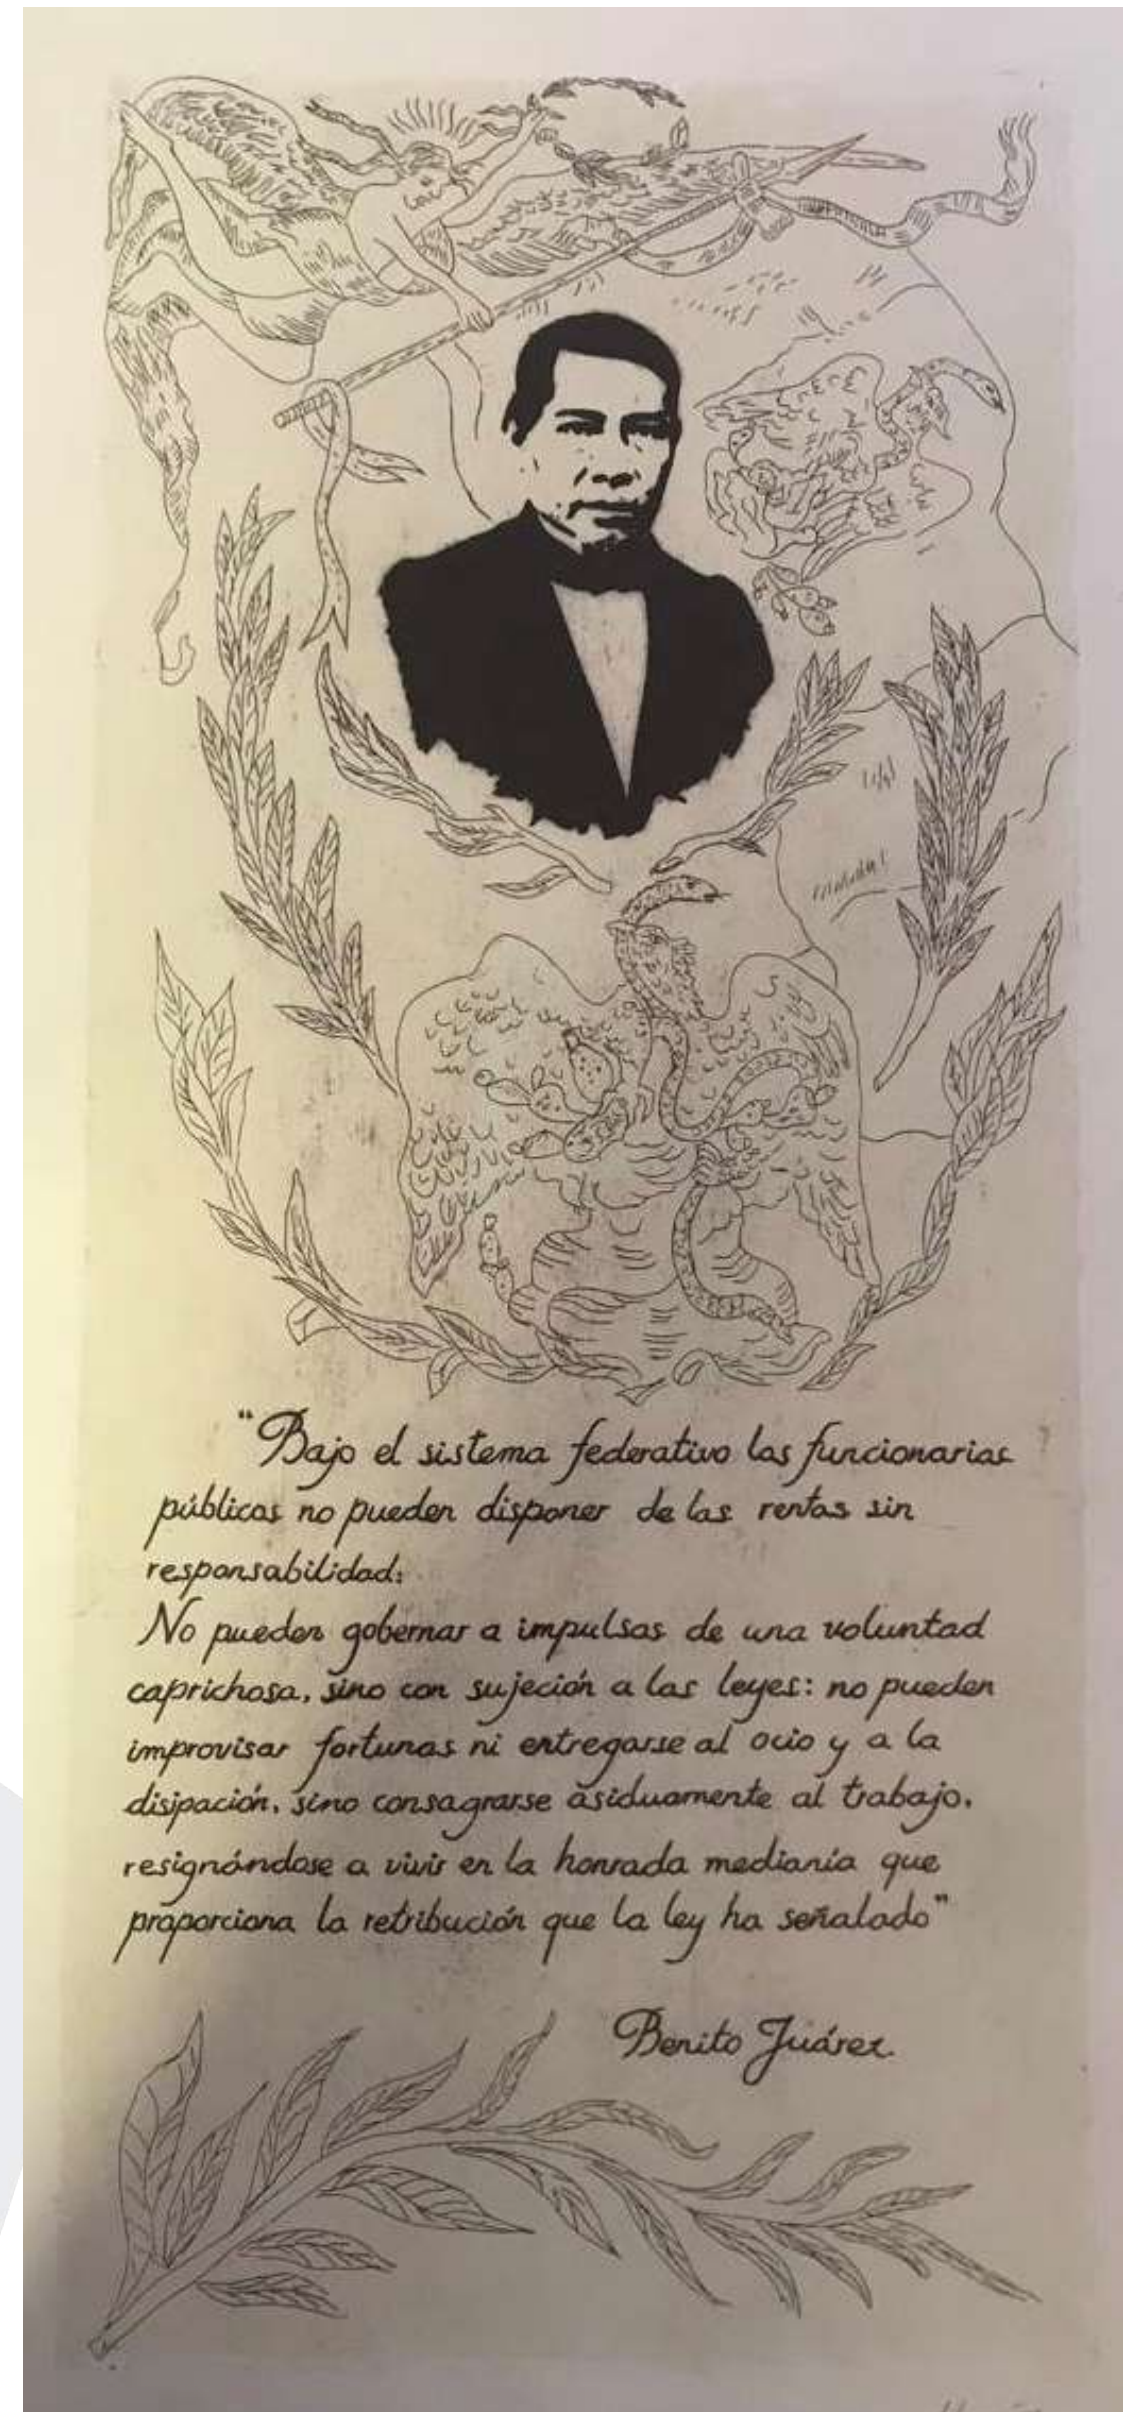 "Bajo el sistema federativo los funcionarios
públicos no pueden disponer de las rentas sin
responsabilidad:
No pueden gobernar a impulsos de una voluntad
caprichosa, sino con sujeción a las leyes: no pueden
improvisar fortunas ni entregarse al ocio y a la
disipación, sino consagrarse asiduamente al trabajo,
resignándose a vivir en la honrada medianía que
proporciona la retribución que la ley ha señalado"
Benito Juárez